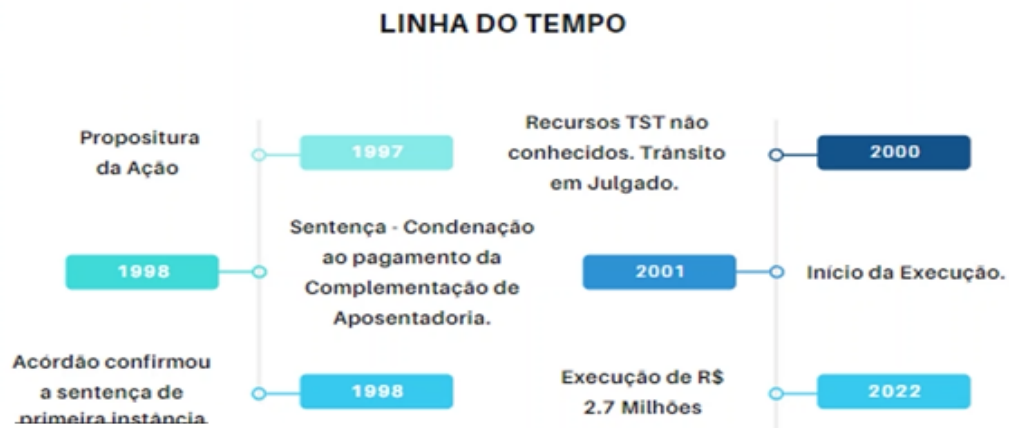 LINHA DO TEMPO
Propositura
da Ação
1997
1998
Sentença - Condenação
ao pagamento da
Complementação de
Aposentadoria.
Acórdão confirmou
a sentença de
primeira instância
1998
Recursos TST não
conhecidos. Trânsito
em Julgado.
2000
2001
Início da Execução.
Execução de R$
2.7 Milhões
2022